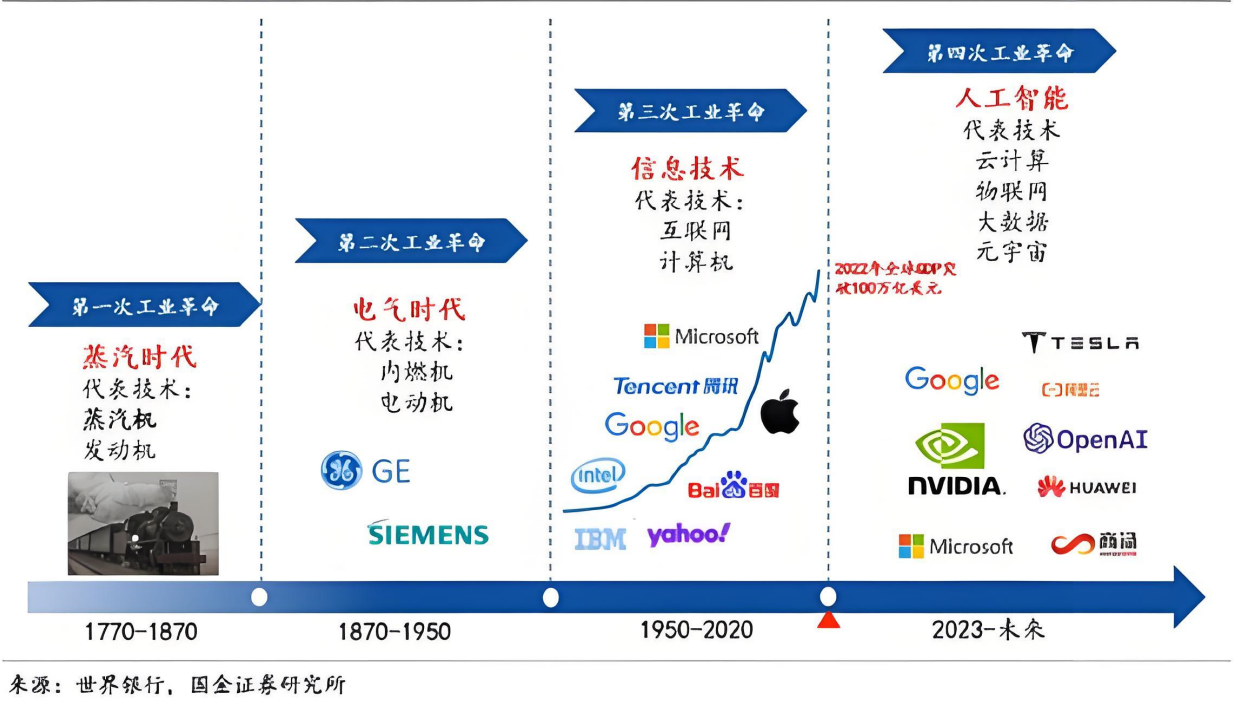 第一次工业革命
蒸汽时代
代表技术:
蒸汽机
发动机
1770-1870
第二次工业革命
电气时代
代表技术:
内燃机
电动机
GE
SIEMENS
1870-1950
第三次工业革命
信息技术
代表技术:
互联网
计算机
Microsoft
Tencent 腾讯
Google
intel
Bai du 百度
IBM
yahoo!
1950-2020
2022年全球GDP突
破100万亿美元
第四次工业革命
人工智能
代表技术
云计算
物联网
大数据
元宇宙
TESLA
Google
阿里云
NVIDIA.
OpenAI
HUAWEI
Microsoft
商汤
2023-未来
来源：世界银行，国金证券研究所